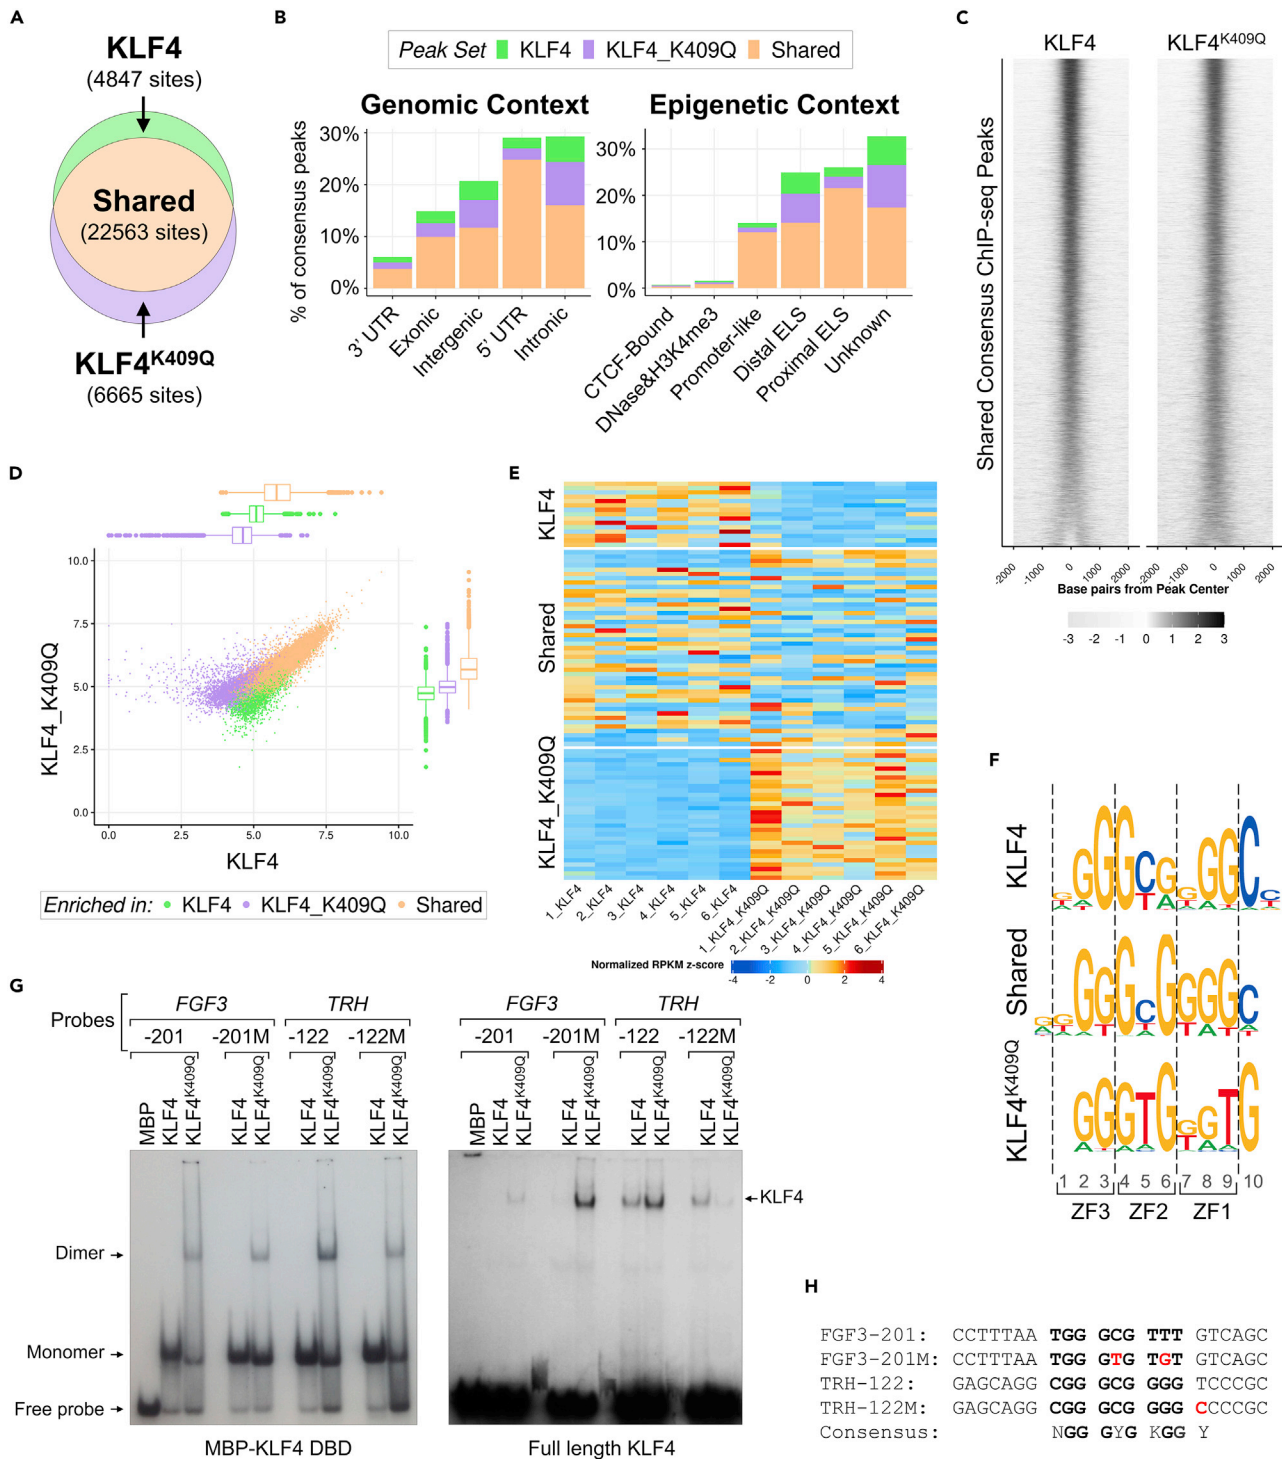 A
KLF4
(4847 sites)
Shared
(22563 sites)
KLF4K409Q
(6665 sites)
B
Peak Set KLF4 KLF4_K409Q Shared
Genomic Context
Epigenetic Context
% of consensus peaks
30%
20%
10%
0%
3' UTR
Exonic
Intergenic
5' UTR
Intronic
30%
20%
10%
0%
CTCF-Bound
DNase&H3K4me3
Promoter-like
Distal ELS
Proximal ELS
Unknown
C
KLF4
KLF4K409Q
Shared Consensus ChIP-seq Peaks
-2000 -1000 0 1000 2000
-2000 -1000 0 1000 2000
Base pairs from Peak Center
-3 -2 -1 0 1 2 3
D
KLF4_K409Q
10.0
7.5
5.0
2.5
0.0
0.0 2.5 5.0 7.5 10.0
KLF4
Enriched in: KLF4 KLF4_K409Q Shared
E
KLF4
Shared
KLF4_K409Q
1_KLF4
2_KLF4
3_KLF4
4_KLF4
5_KLF4
6_KLF4
1_KLF4_K409Q
2_KLF4_K409Q
3_KLF4_K409Q
4_KLF4_K409Q
5_KLF4_K409Q
6_KLF4_K409Q
Normalized RPKM z-score
-4 -2 0 2 4
F
KLF4
Shared
KLF4K409Q
1 2 3 4 5 6 7 8 9 10
ZF3 ZF2 ZF1
G
Probes
FGF3 TRH
-201 -201M -122 -122M
MBP KLF4 KLF4K409Q KLF4 KLF4K409Q KLF4 KLF4K409Q KLF4 KLF4K409Q
Dimer
Monomer
Free probe
MBP-KLF4 DBD
FGF3 TRH
-201 -201M -122 -122M
MBP KLF4 KLF4K409Q KLF4 KLF4K409Q KLF4 KLF4K409Q KLF4 KLF4K409Q
KLF4
Full length KLF4
H
FGF3-201: CCTTTAA TGG GCG TTT GTCAGC
FGF3-201M: CCTTTAA TGG GTG TGT GTCAGC
TRH-122: GAGCAGG CGG GCG GGG TCCCGC
TRH-122M: GAGCAGG CGG GCG GGG CCCCGC
Consensus: NGG GYG KGG Y